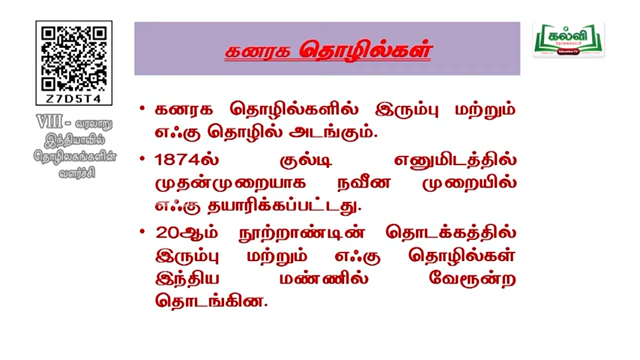 கனரக தொழில்கள்
கல்வி
Z7D5T4
VIII - வரலாறு
இந்தியாவில்
தொழிலகங்களின்
வளர்ச்சி
• கனரக தொழில்களில் இரும்பு மற்றும்
எஃகு தொழில் அடங்கும்.
• 1874ல் குல்டி எனுமிடத்தில்
முதன்முறையாக நவீன முறையில்
எஃகு தயாரிக்கப்பட்டது.
• 20ஆம் நூற்றாண்டின் தொடக்கத்தில்
இரும்பு மற்றும் எஃகு தொழில்கள்
இந்திய மண்ணில் வேரூன்ற
தொடங்கின.